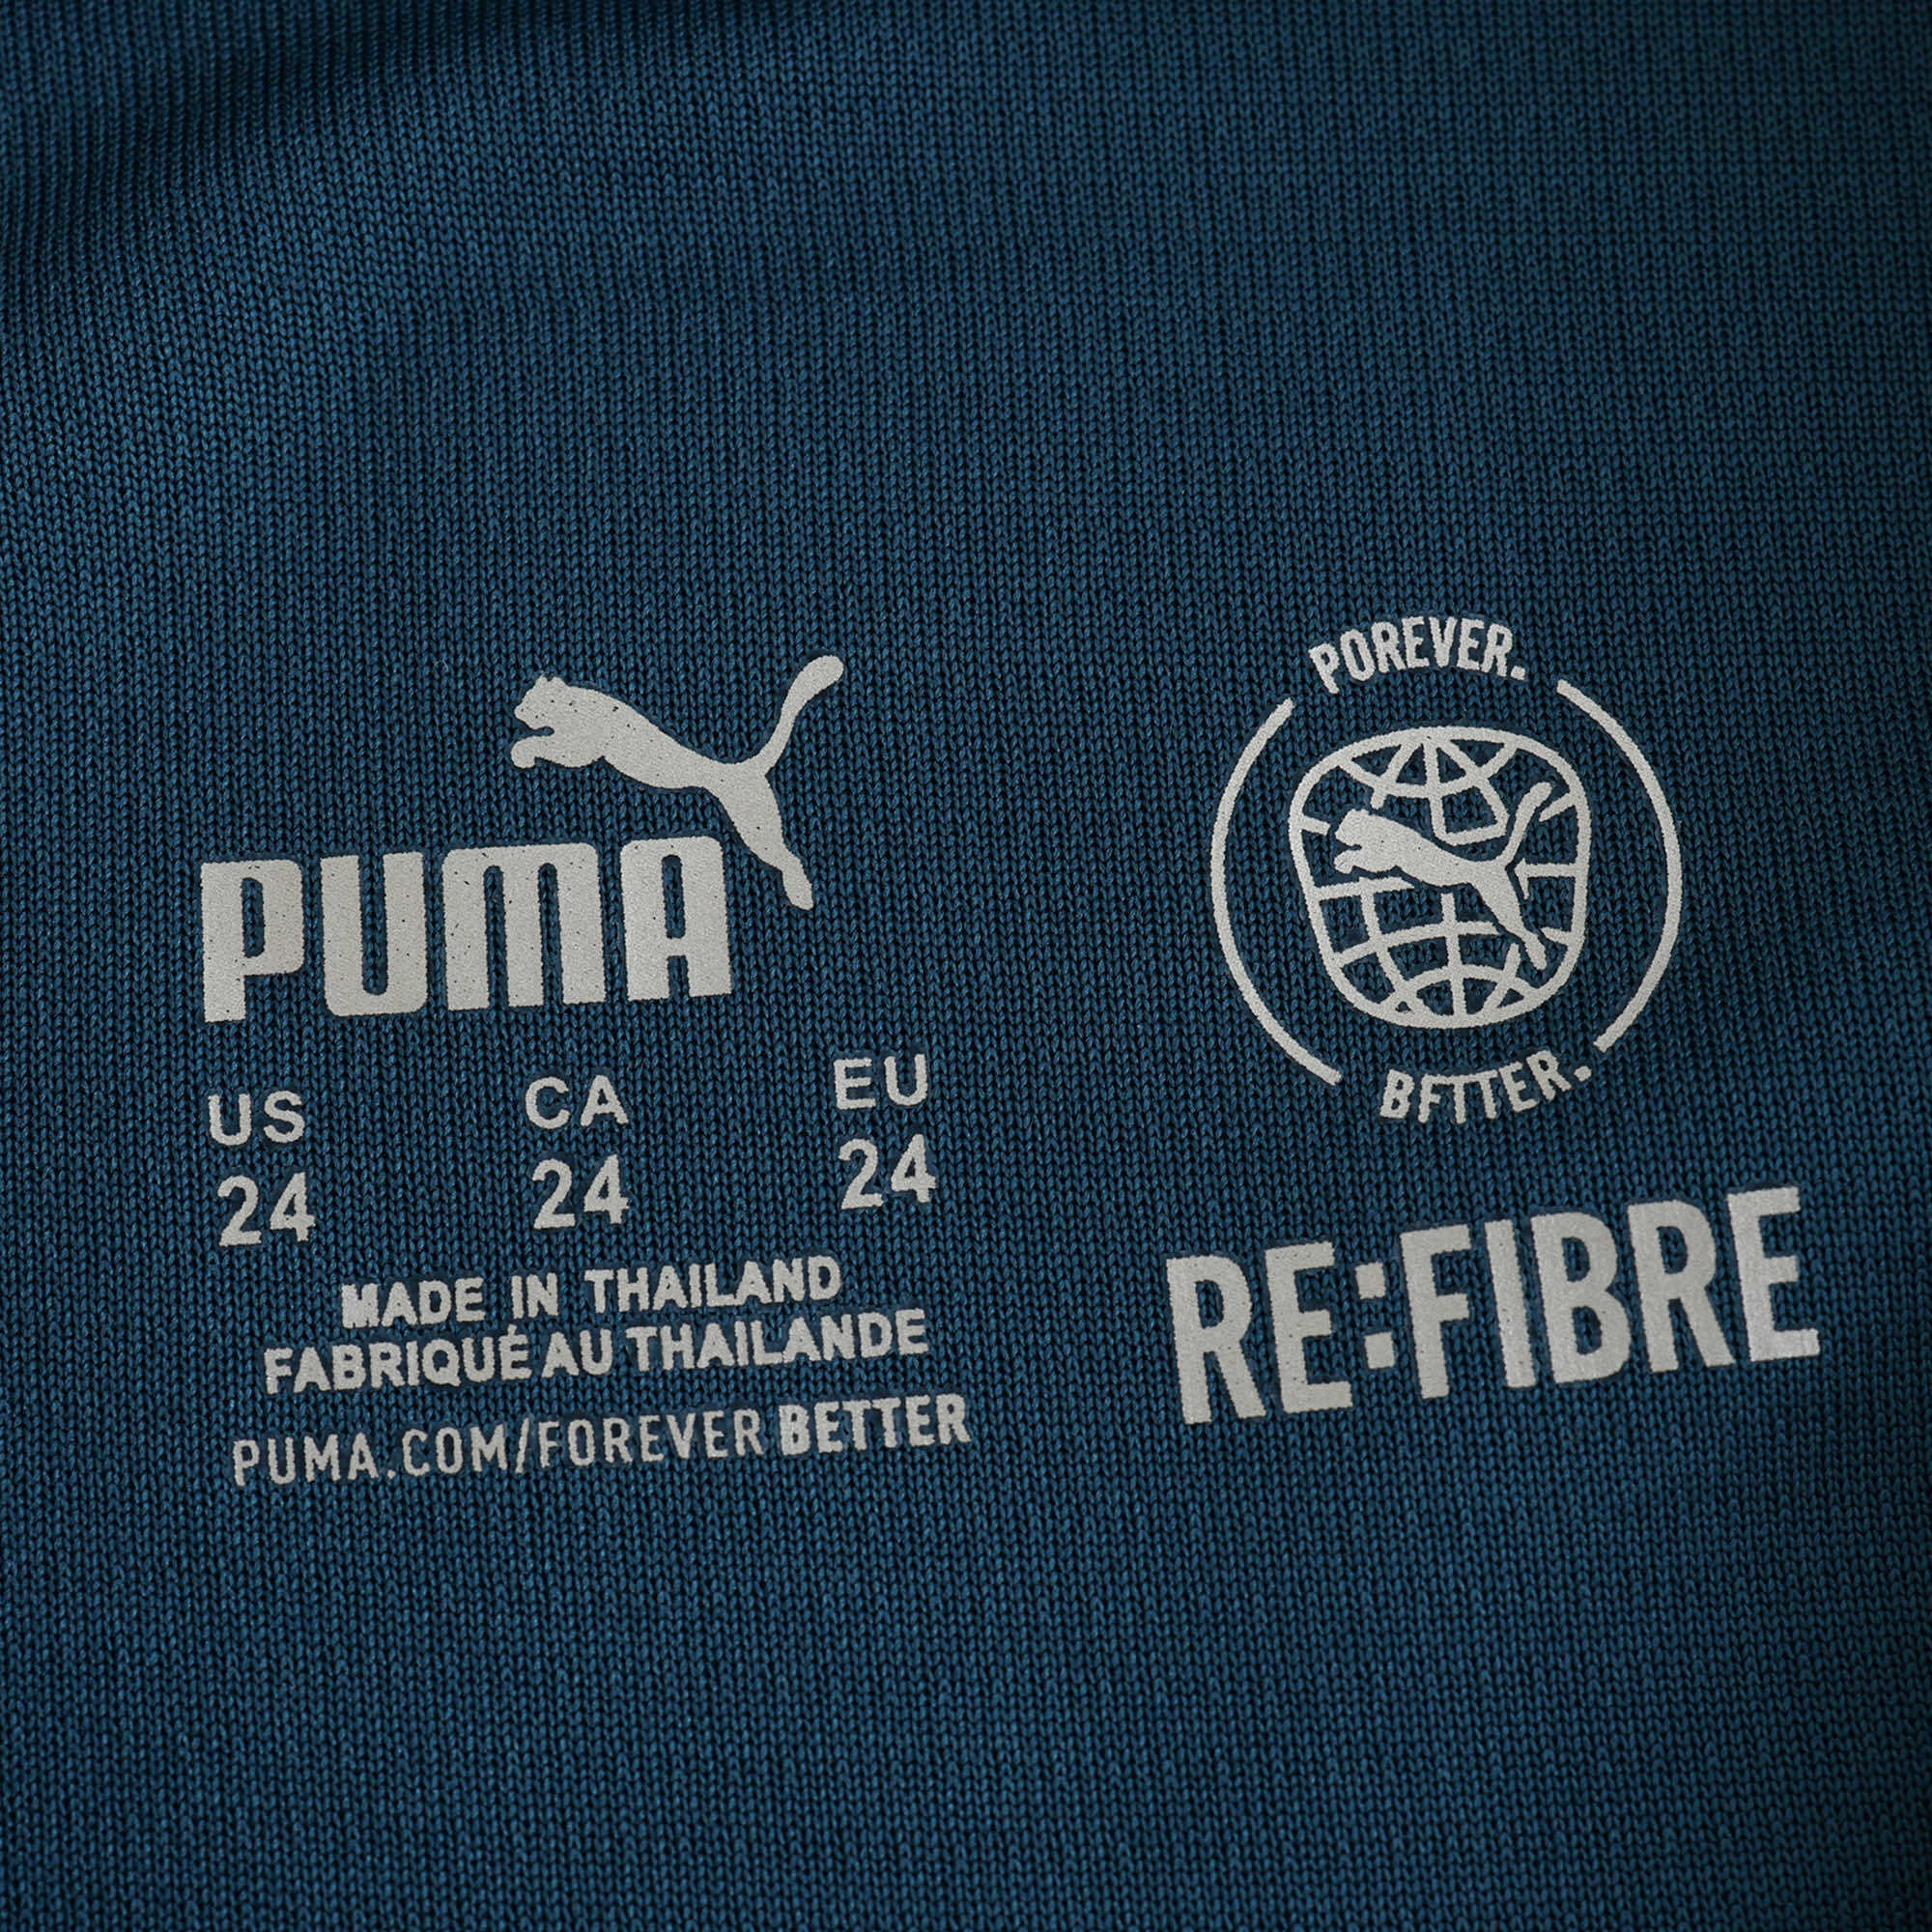 PUMA
US CA EU
24 24 24
MADE IN THAILAND
FABRIQUÉ AU THAILANDE
PUMA.COM/FOREVER BETTER
POREVER.
BFTTER.
RE:FIBRE